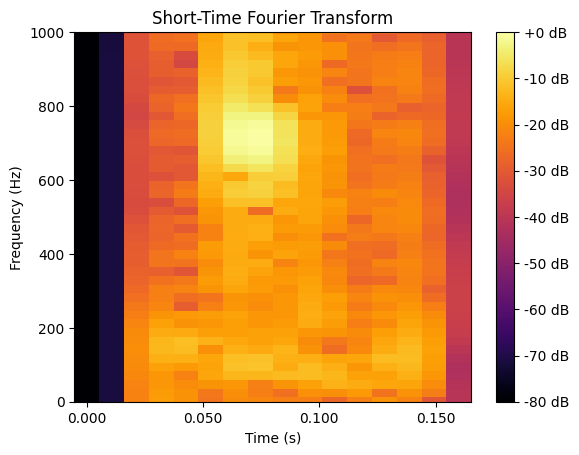 Short-Time Fourier Transform
Frequency (Hz)
1000
800
600
400
200
0
0.000
0.050
0.100
0.150
Time (s)
+0 dB
-10 dB
-20 dB
-30 dB
-40 dB
-50 dB
-60 dB
-70 dB
-80 dB